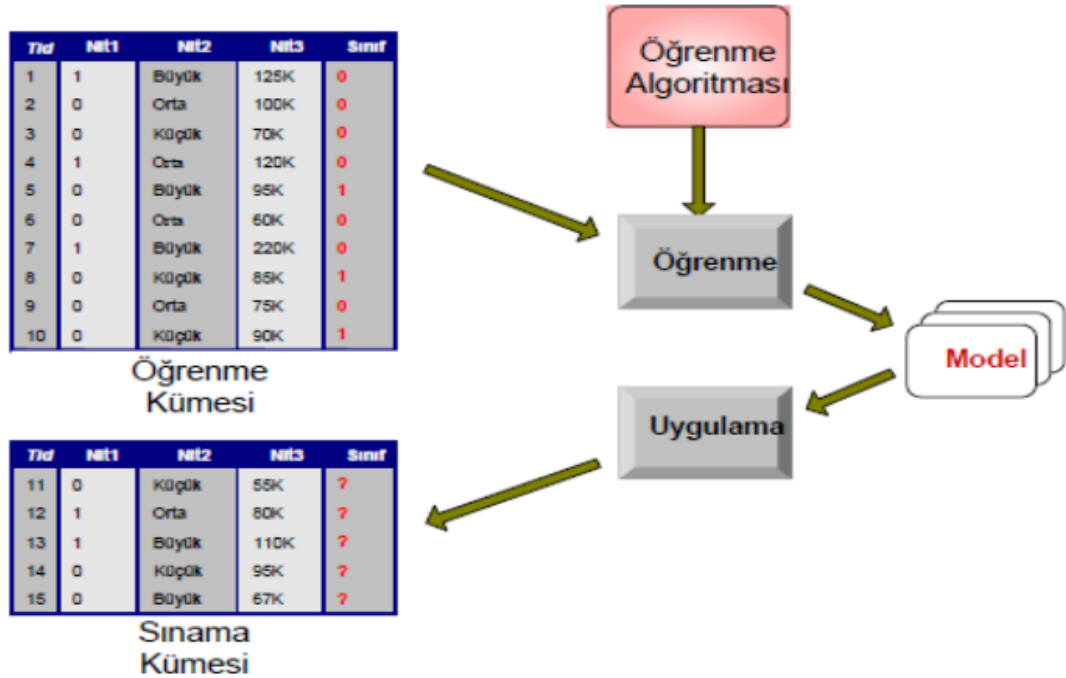 Tid Nit1 Nit2 Nit3 Sınıf
1 1 Büyük 125K 0
2 0 Orta 100K 0
3 0 Küçük 70K 0
4 1 Orta 120K 0
5 0 Büyük 95K 1
6 0 Orta 60K 0
7 1 Büyük 220K 0
8 0 Küçük 85K 1
9 0 Orta 75K 0
10 0 Küçük 90K 1
Öğrenme
Kümesi
Öğrenme
Algoritması
Öğrenme
Model
Uygulama
Tid Nit1 Nit2 Nit3 Sınıf
11 0 Küçük 55K ?
12 1 Orta 80K ?
13 1 Büyük 110K ?
14 0 Küçük 95K ?
15 0 Büyük 67K ?
Sınama
Kümesi